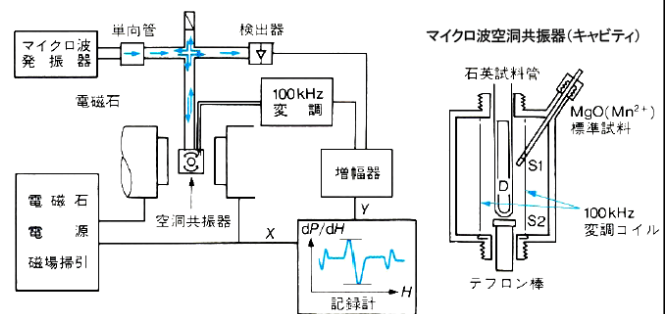 マイクロ波
発振器
単向管
検出器
電磁石
100kHz
変調
増幅器
空洞共振器
電磁石
電源
磁場掃引
X
Y
dP/dH
H
記録計
マイクロ波空洞共振器(キャビティ)
石英試料管
MgO(Mn²⁺)
標準試料
S1
D
S2
100kHz
変調コイル
テフロン棒